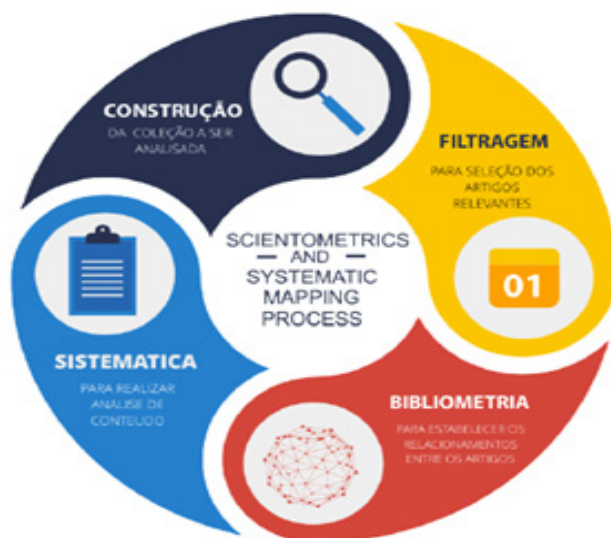 CONSTRUÇÃO
DA COLEÇÃO A SER
ANALISADA
FILTRAGEM
PARA SELEÇÃO DOS
ARTIGOS
RELEVANTES
01
SCIENTOMETRICS
AND
SYSTEMATIC
MAPPING
PROCESS
SISTEMATICA
PARA REALIZAR
ANALISE DE
CONTEUDO
BIBLIOMETRIA
PARA ESTABELECER OS
RELACIONAMENTOS
ENTRE OS ARTIGOS